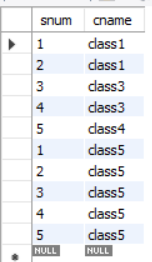 snum cname
1 class1
2 class1
3 class3
4 class3
5 class4
1 class5
2 class5
3 class5
4 class5
5 class5
NULL NULL